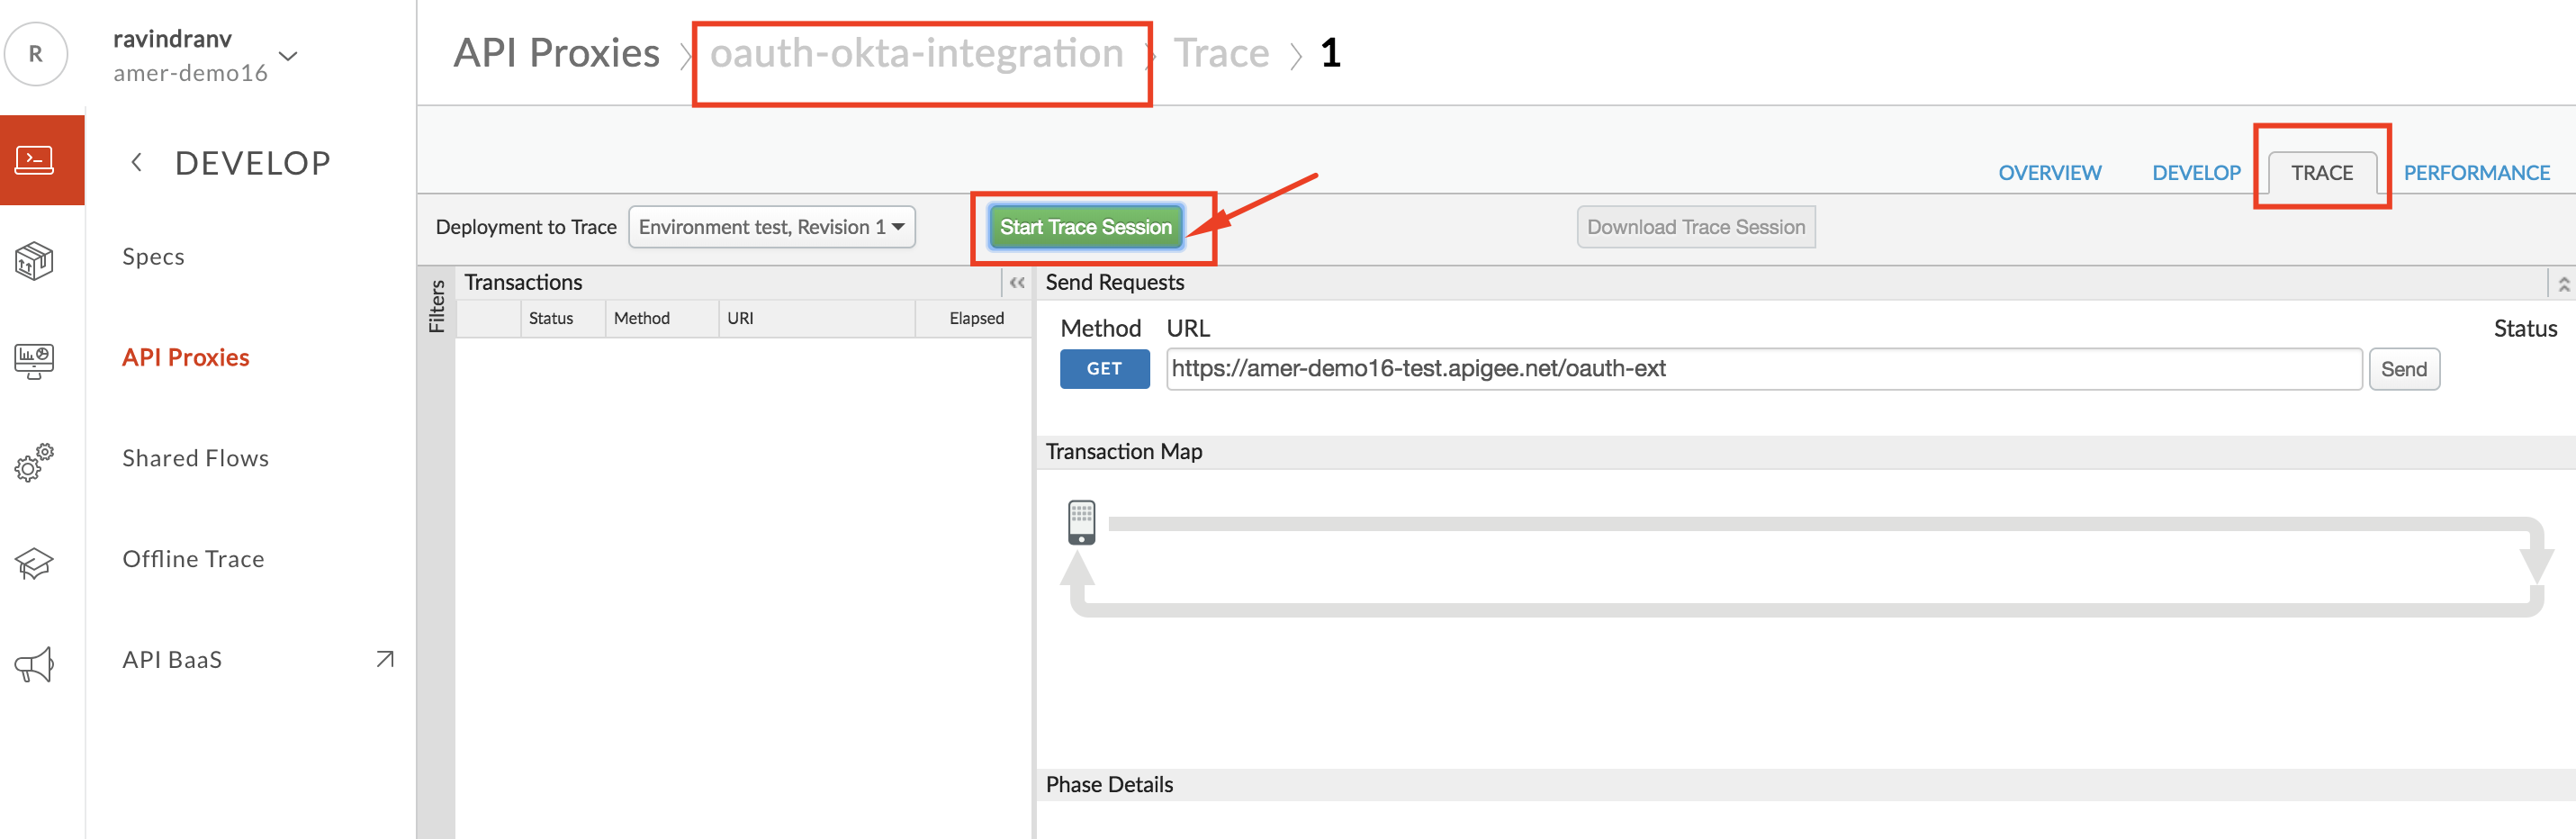 R
ravindranv
amer-demo16
DEVELOP
Specs
API Proxies
Shared Flows
Offline Trace
API BaaS
API Proxies > oauth-okta-integration > Trace > 1
OVERVIEW DEVELOP TRACE PERFORMANCE
Deployment to Trace Environment test, Revision 1 Start Trace Session Download Trace Session
Filters
Transactions
Status Method URI Elapsed
Send Requests
Method URL Status
GET https://amer-demo16-test.apigee.net/oauth-ext Send
Transaction Map
Phase Details